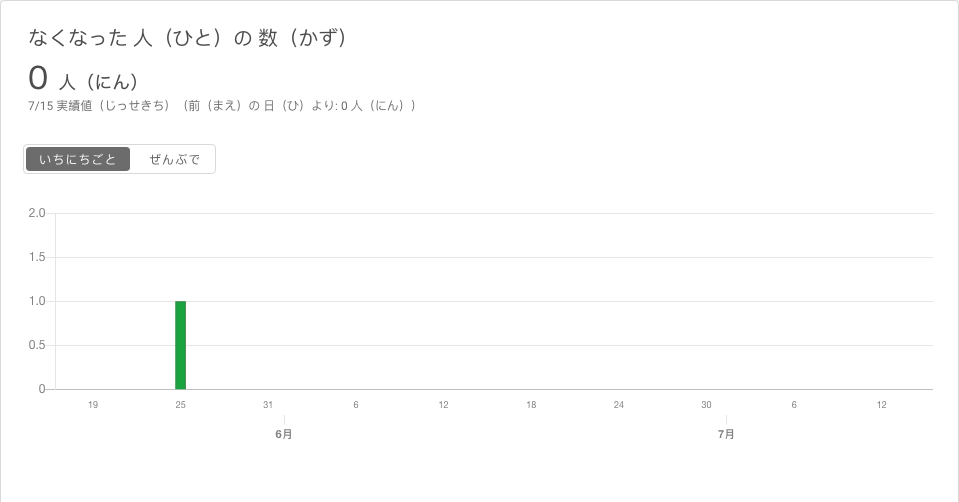 なくなった 人（ひと）の 数（かず）
0 人（にん）
7/15 実績値（じっせきち）（前（まえ）の 日（ひ）より: 0 人（にん））
いちにちごと ぜんぶで
2.0
1.5
1.0
0.5
0
19 25 31 6 12 18 24 30 6 12
6月 7月